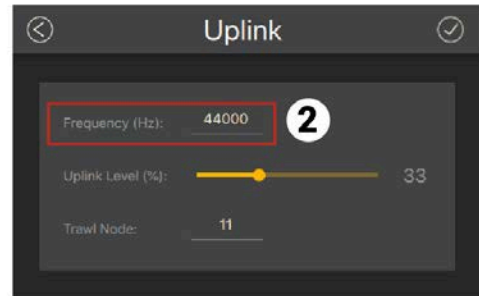 Uplink
Frequency (Hz): 44000 2
Uplink Level (%): 33
Trawl Node: 11